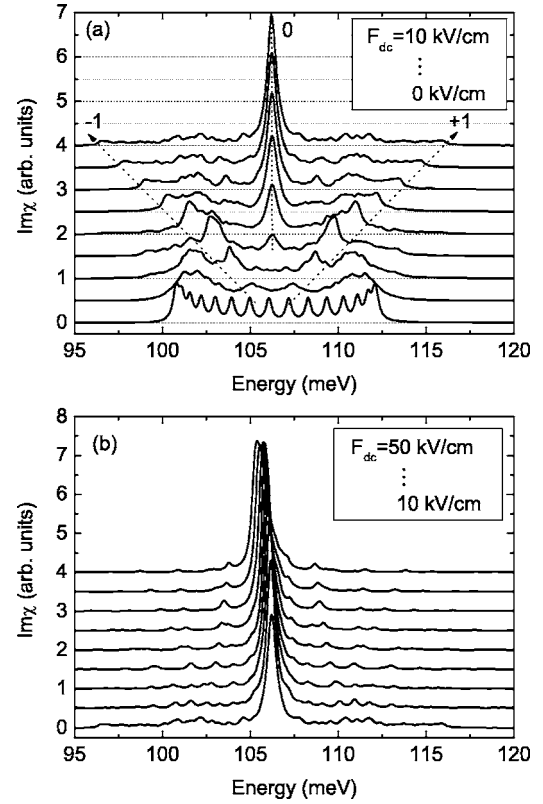 (a)
0
F_dc=10 kV/cm
⋮
0 kV/cm
-1
+1
7
6
5
4
3
2
1
0
Imχ (arb. units)
95 100 105 110 115 120
Energy (meV)
(b)
F_dc=50 kV/cm
⋮
10 kV/cm
8
7
6
5
4
3
2
1
0
Imχ (arb. units)
95 100 105 110 115 120
Energy (meV)